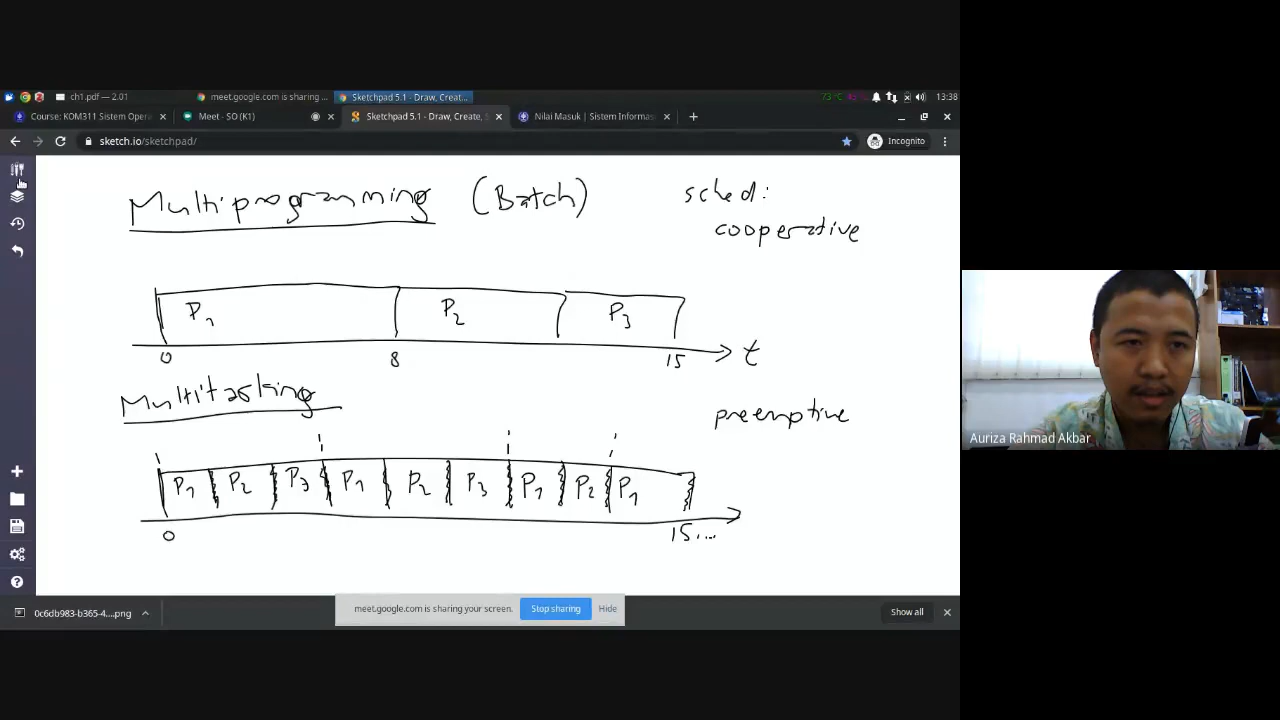 ch1.pdf — 2.01
meet.google.com is sharing ...
Sketchpad 5.1 - Draw, Creat...
13:38
Course: KOM311 Sistem Opera
Meet - SO (K1)
Sketchpad 5.1 - Draw, Create, S
Nilai Masuk | Sistem Informas
sketch.io/sketchpad/
Incognito
Multiprogramming (Batch)
sched:
cooperative
P1 P2 P3
0 8 15 t
Multitasking
preemptive
P1 P2 P3 P1 P2 P3 P1 P2 P1
0 15...
meet.google.com is sharing your screen.
Stop sharing
Hide
0c6db983-b365-4....png
Show all
Auriza Rahmad Akbar